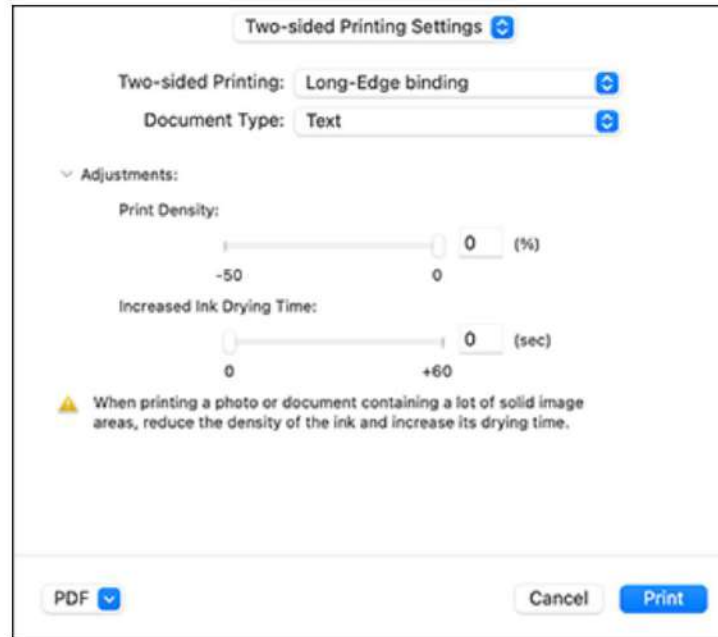 Two-sided Printing Settings
Two-sided Printing: Long-Edge binding
Document Type: Text
Adjustments:
Print Density:
0 (%)
-50 0
Increased Ink Drying Time:
0 (sec)
0 +60
When printing a photo or document containing a lot of solid image
areas, reduce the density of the ink and increase its drying time.
PDF Cancel Print